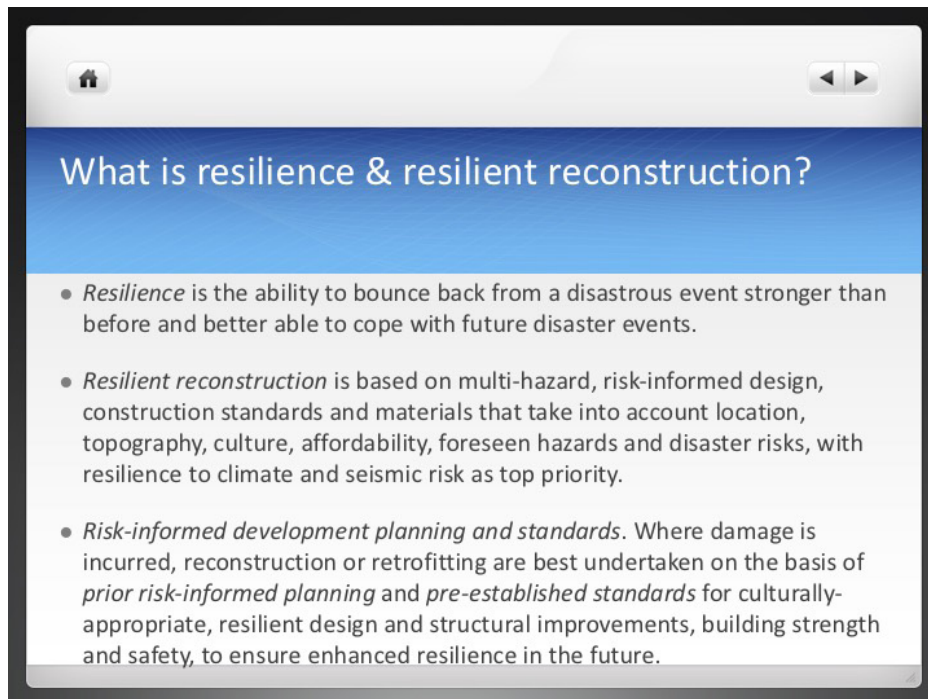 What is resilience & resilient reconstruction?
● Resilience is the ability to bounce back from a disastrous event stronger than
before and better able to cope with future disaster events.
● Resilient reconstruction is based on multi-hazard, risk-informed design,
construction standards and materials that take into account location,
topography, culture, affordability, foreseen hazards and disaster risks, with
resilience to climate and seismic risk as top priority.
● Risk-informed development planning and standards. Where damage is
incurred, reconstruction or retrofitting are best undertaken on the basis of
prior risk-informed planning and pre-established standards for culturally-
appropriate, resilient design and structural improvements, building strength
and safety, to ensure enhanced resilience in the future.